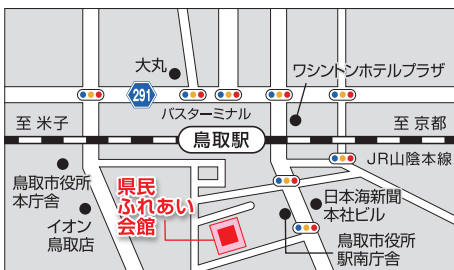 大丸
291
ワシントンホテルプラザ
バスターミナル
至 米子
鳥取駅
至 京都
JR山陰本線
鳥取市役所
本庁舎
県民
ふれあい
会館
日本海新聞
本社ビル
イオン
鳥取店
鳥取市役所
駅南庁舎